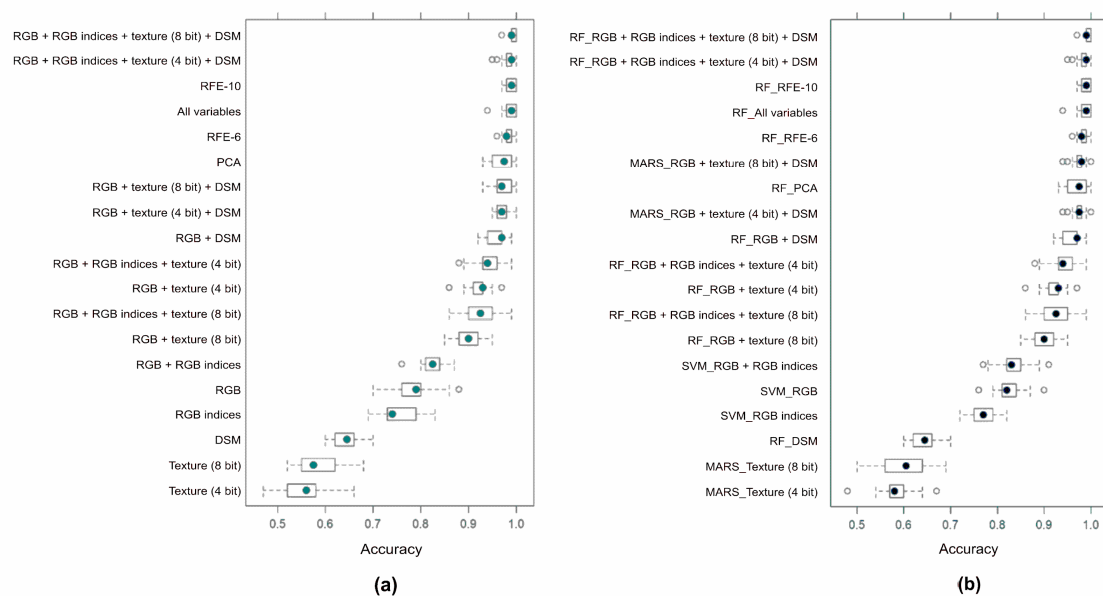 RGB + RGB indices + texture (8 bit) + DSM
RGB + RGB indices + texture (4 bit) + DSM
RFE-10
All variables
RFE-6
PCA
RGB + texture (8 bit) + DSM
RGB + texture (4 bit) + DSM
RGB + DSM
RGB + RGB indices + texture (4 bit)
RGB + texture (4 bit)
RGB + RGB indices + texture (8 bit)
RGB + texture (8 bit)
RGB + RGB indices
RGB
RGB indices
DSM
Texture (8 bit)
Texture (4 bit)
0.5 0.6 0.7 0.8 0.9 1.0
Accuracy
(a)
RF_RGB + RGB indices + texture (8 bit) + DSM
RF_RGB + RGB indices + texture (4 bit) + DSM
RF_RFE-10
RF_All variables
RF_RFE-6
MARS_RGB + texture (8 bit) + DSM
RF_PCA
MARS_RGB + texture (4 bit) + DSM
RF_RGB + DSM
RF_RGB + RGB indices + texture (4 bit)
RF_RGB + texture (4 bit)
RF_RGB + RGB indices + texture (8 bit)
RF_RGB + texture (8 bit)
SVM_RGB + RGB indices
SVM_RGB
SVM_RGB indices
RF_DSM
MARS_Texture (8 bit)
MARS_Texture (4 bit)
0.5 0.6 0.7 0.8 0.9 1.0
Accuracy
(b)